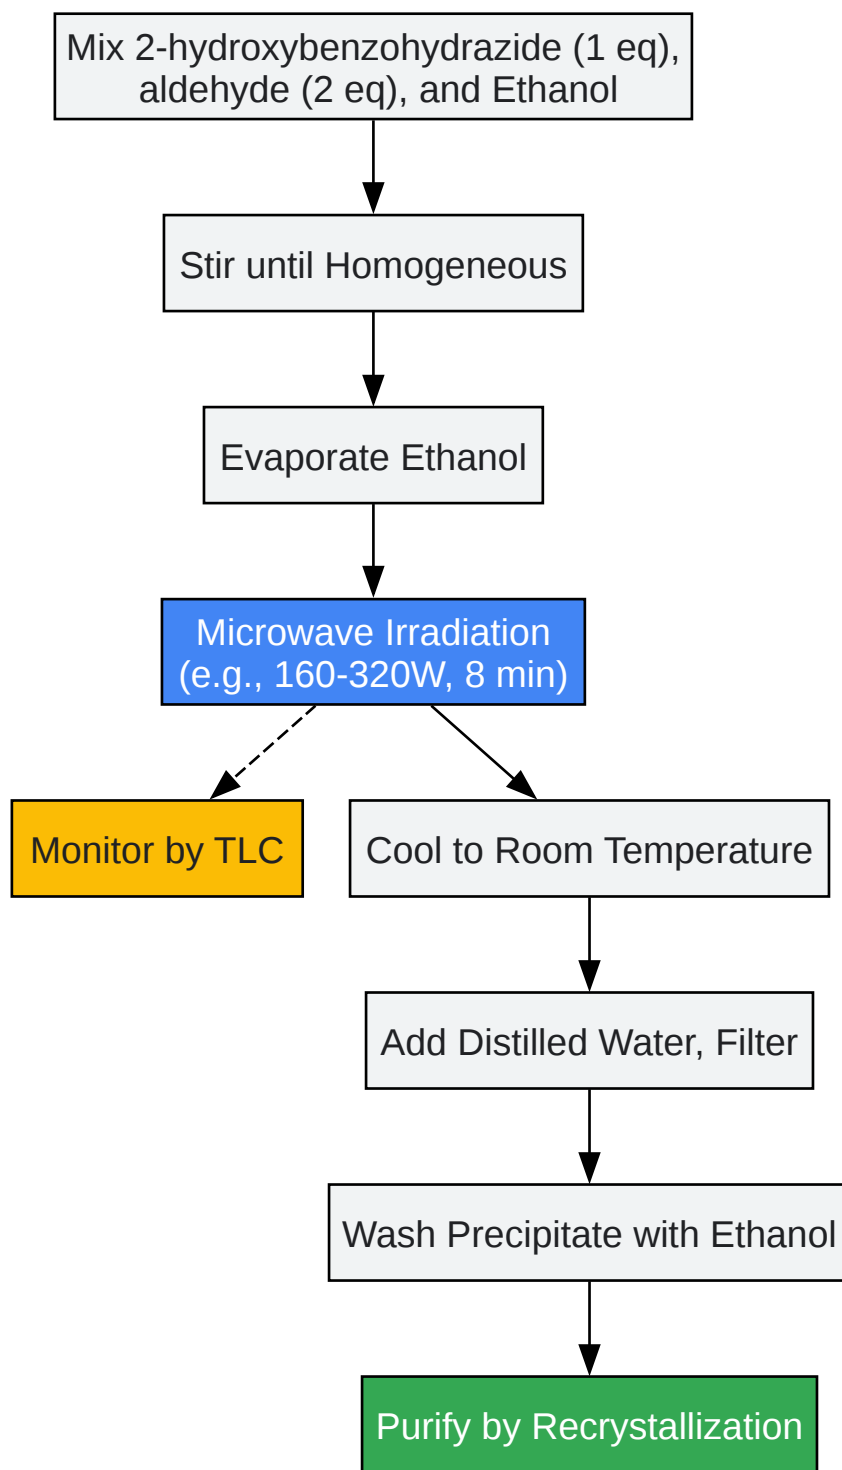 Mix 2-hydroxybenzohydrazide (1 eq),
aldehyde (2 eq), and Ethanol
Stir until Homogeneous
Evaporate Ethanol
Microwave Irradiation
(e.g., 160-320W, 8 min)
Monitor by TLC
Cool to Room Temperature
Add Distilled Water, Filter
Wash Precipitate with Ethanol
Purify by Recrystallization